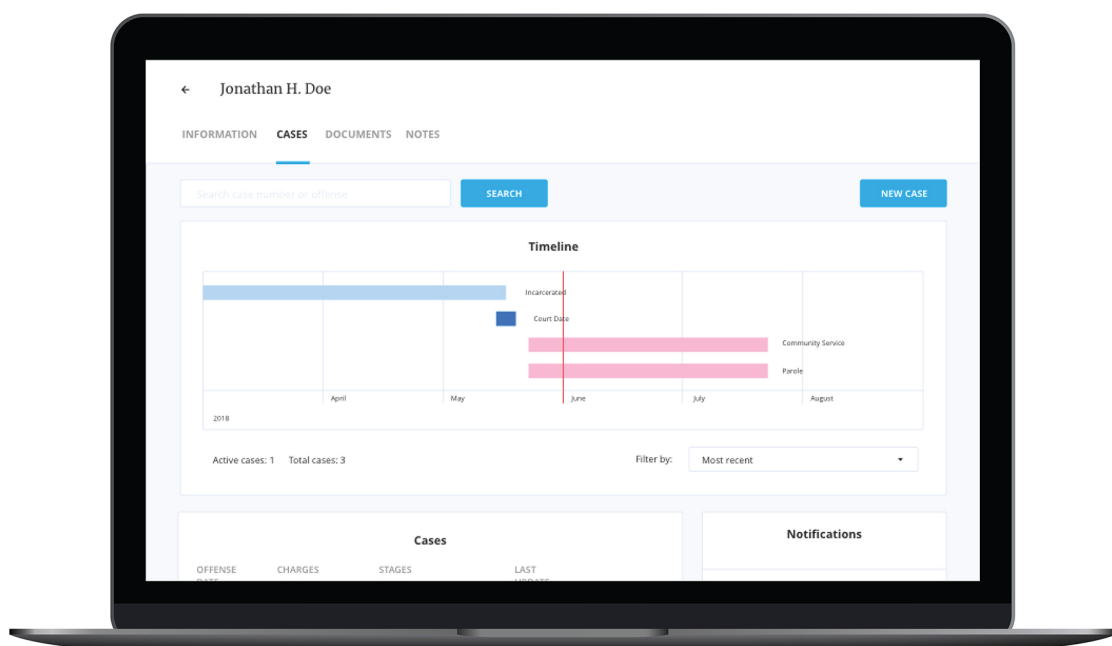 ← Jonathan H. Doe
INFORMATION CASES DOCUMENTS NOTES
Search case number or offense SEARCH NEW CASE
Timeline
Incarcerated
Court Date
Community Service
Parole
April May June July August
2018
Active cases: 1 Total cases: 3 Filter by: Most recent
Cases Notifications
OFFENSE CHARGES STAGES LAST
DATE UPDATE